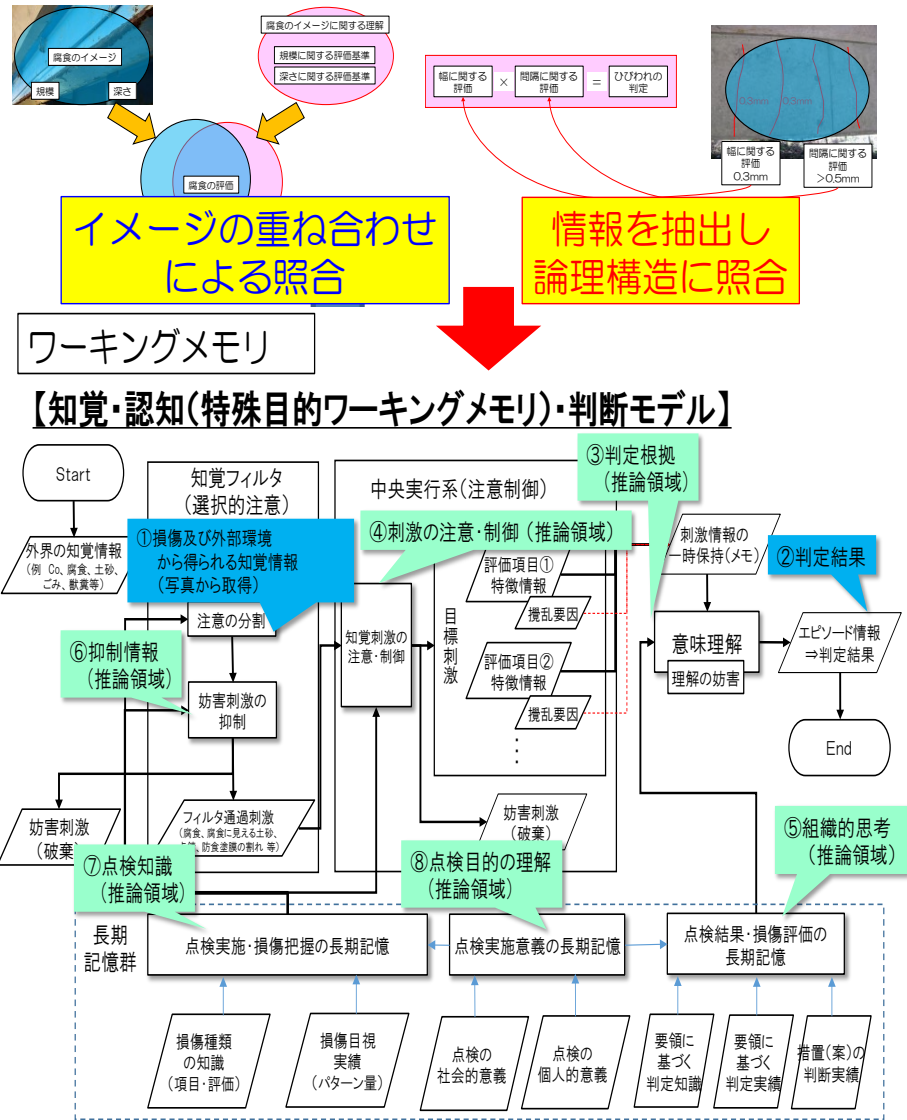 腐食のイメージ
規模
深さ
腐食のイメージに関する理解
規模に関する評価基準
深さに関する評価基準
腐食の評価
幅に関する
評価
×
間隔に関する
評価
=
ひびわれの
判定
0.3mm
0.3mm
幅に関する
評価
0.3mm
間隔に関する
評価
>0.5mm
イメージの重ね合わせ
による照合
情報を抽出し
論理構造に照合
ワーキングメモリ
【知覚・認知(特殊目的ワーキングメモリ)・判断モデル】
Start
外界の知覚情報
(例 Co、腐食、土砂、
ごみ、獣糞等)
知覚フィルタ
(選択的注意)
①損傷及び外部環境
から得られる知覚情報
(写真から取得)
注意の分割
⑥抑制情報
(推論領域)
妨害刺激の
抑制
妨害刺激
(破棄)
フィルタ通過刺激
(腐食、腐食に見える土砂、
、防食塗膜の割れ 等)
中央実行系(注意制御)
④刺激の注意・制御(推論領域)
知覚刺激の
注意・制御
目標刺激
評価項目①
特徴情報
攪乱要因
評価項目②
特徴情報
攪乱要因
⋮
妨害刺激
(破棄)
③判定根拠
(推論領域)
刺激情報の
一時保持(メモ)
②判定結果
意味理解
理解の妨害
エピソード情報
⇒判定結果
End
⑤組織的思考
(推論領域)
⑦点検知識
(推論領域)
⑧点検目的の理解
(推論領域)
長期
記憶群
点検実施・損傷把握の長期記憶
点検実施意義の長期記憶
点検結果・損傷評価の
長期記憶
損傷種類
の知識
(項目・評価)
損傷目視
実績
(パターン量)
点検の
社会的意義
点検の
個人的意義
要領に
基づく
判定知識
要領に
基づく
判定実績
措置(案)の
判断実績